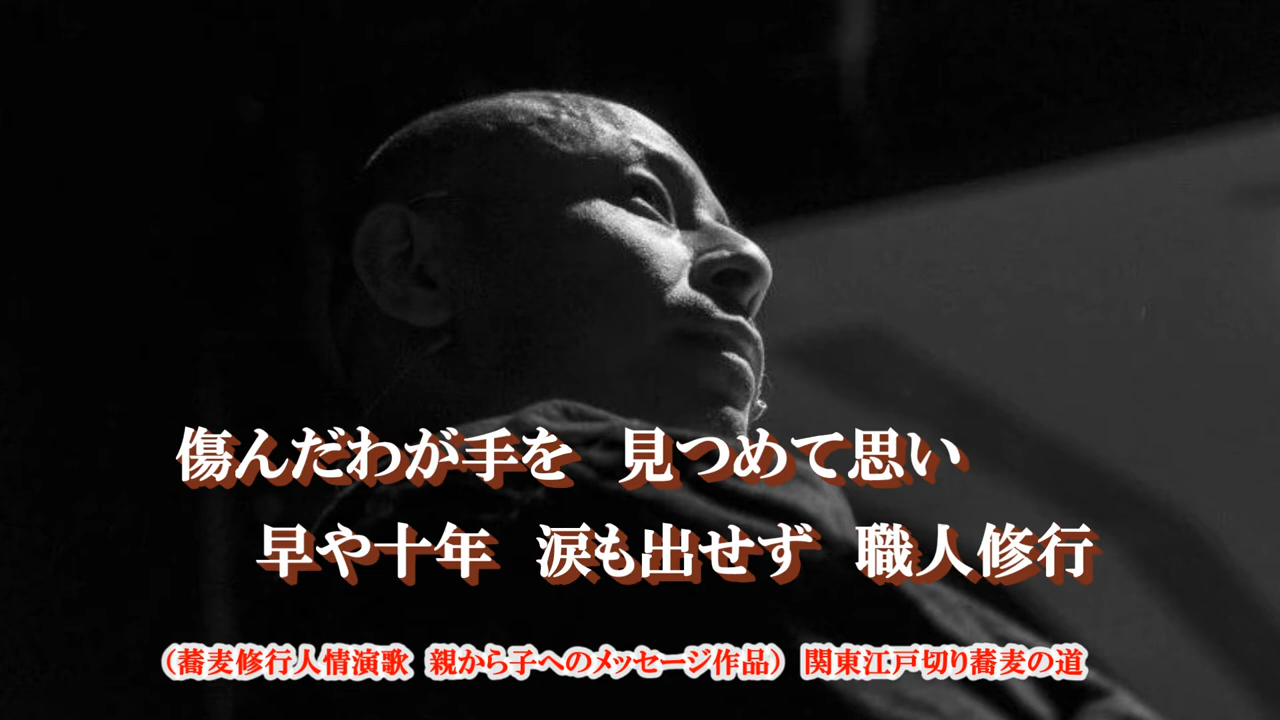 傷んだわが手を　見つめて思い
早や十年　涙も出せず　職人修行
（蕎麦修行人情演歌　親から子へのメッセージ作品）　関東江戸切り蕎麦の道